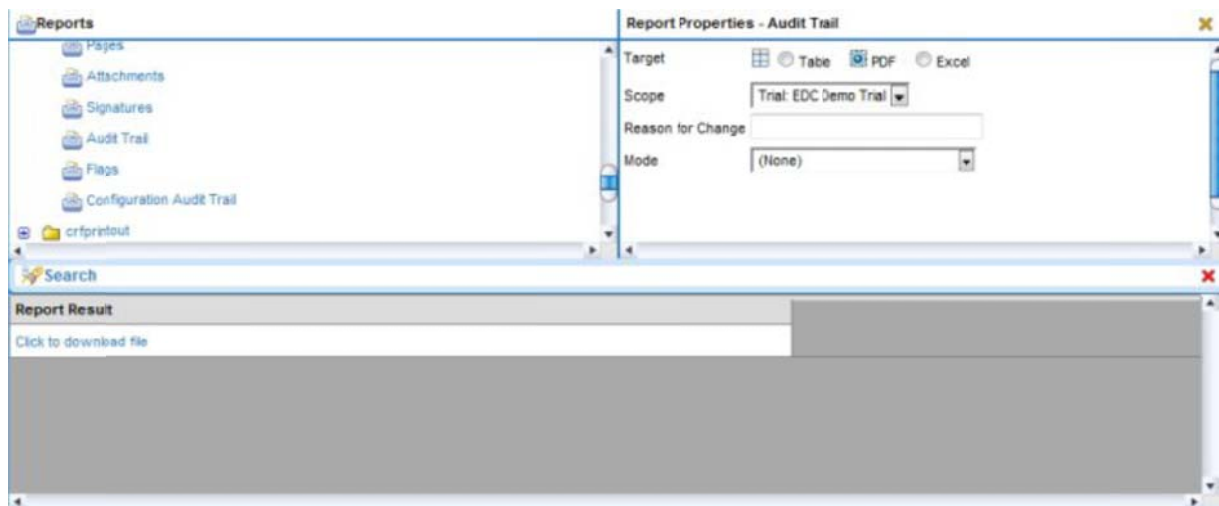 Reports
Pages
Attachments
Signatures
Audit Trail
Flags
Configuration Audit Trail
crfprintout
Report Properties - Audit Trail
Target Table PDF Excel
Scope Trial: EDC Demo Trial
Reason for Change
Mode (None)
Search
Report Result
Click to download file